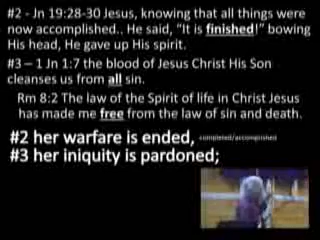 #2 - Jn 19:28-30 Jesus, knowing that all things were
now accomplished.. He said, “It is finished!” bowing
His head, He gave up His spirit.
#3 – 1 Jn 1:7 the blood of Jesus Christ His Son
cleanses us from all sin.
Rm 8:2 The law of the Spirit of life in Christ Jesus
has made me free from the law of sin and death.
#2 her warfare is ended, completed/accomplished
#3 her iniquity is pardoned;